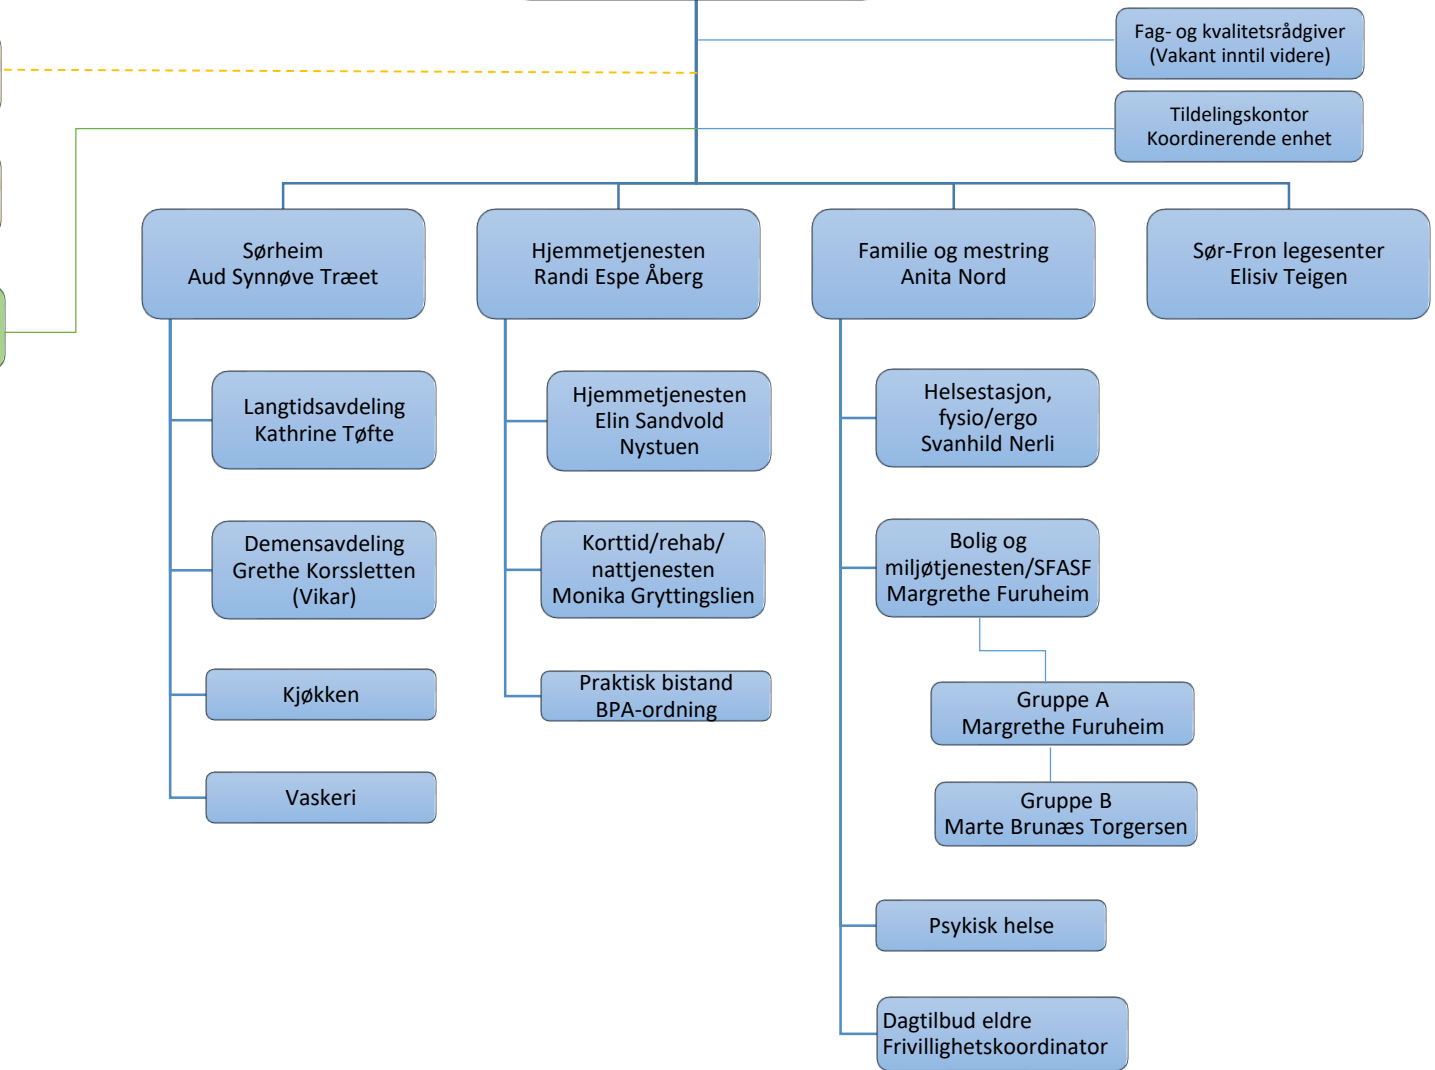 Fag- og kvalitetsrådgiver
(Vakant inntil videre)
Tildelingskontor
Koordinerende enhet
Sørheim
Aud Synnøve Træet
Hjemmetjenesten
Randi Espe Åberg
Familie og mestring
Anita Nord
Sør-Fron legesenter
Elisiv Teigen
Langtidsavdeling
Kathrine Tøfte
Demensavdeling
Grethe Korssletten
(Vikar)
Kjøkken
Vaskeri
Hjemmetjenesten
Elin Sandvold
Nystuen
Korttid/rehab/
nattjenesten
Monika Gryttingslien
Praktisk bistand
BPA-ordning
Helsestasjon,
fysio/ergo
Svanhild Nerli
Bolig og
miljøtjenesten/SFASF
Margrethe Furuheim
Gruppe A
Margrethe Furuheim
Gruppe B
Marte Brunæs Torgersen
Psykisk helse
Dagtilbud eldre
Frivillighetskoordinator